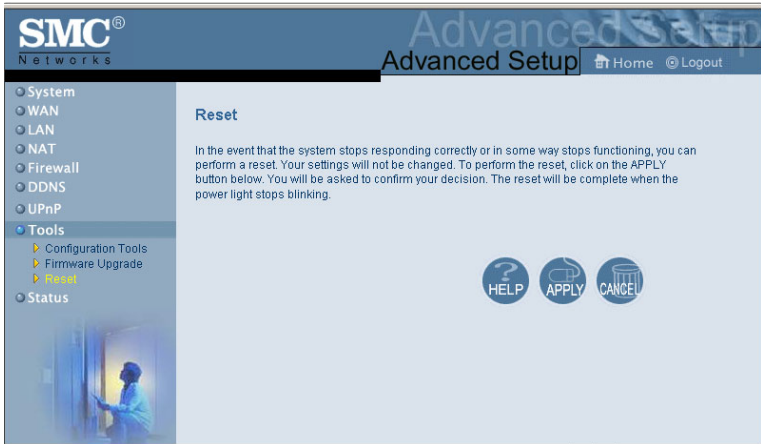 SMC®
Networks
Advanced Setup
Advanced Setup
Home
Logout
System
WAN
LAN
NAT
Firewall
DDNS
UPnP
Tools
Configuration Tools
Firmware Upgrade
Reset
Status
Reset
In the event that the system stops responding correctly or in some way stops functioning, you can
perform a reset. Your settings will not be changed. To perform the reset, click on the APPLY
button below. You will be asked to confirm your decision. The reset will be complete when the
power light stops blinking.
HELP
APPLY
CANCEL